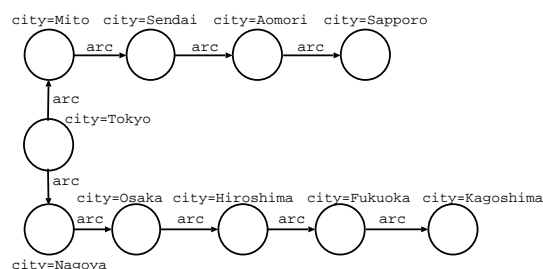 city=Mito city=Sendai city=Aomori city=Sapporo
arc arc arc
arc
city=Tokyo
arc
city=Osaka city=Hiroshima city=Fukuoka city=Kagoshima
arc arc arc arc
city=Nagoya